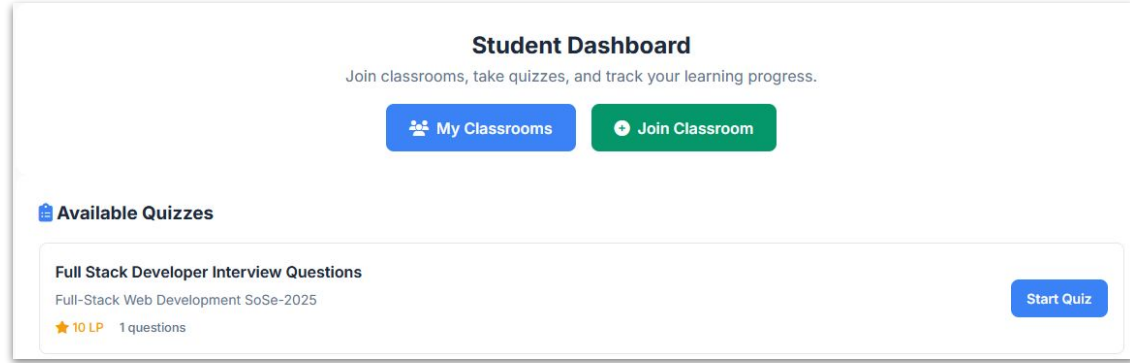 Student Dashboard
Join classrooms, take quizzes, and track your learning progress.
My Classrooms
Join Classroom
Available Quizzes
Full Stack Developer Interview Questions
Full-Stack Web Development SoSe-2025
Start Quiz
10 LP 1 questions